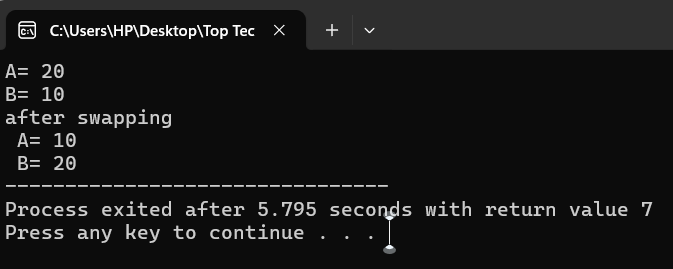 C:\Users\HP\Desktop\Top Tec
A= 20
B= 10
after swapping
 A= 10
 B= 20
--------------------------------
Process exited after 5.795 seconds with return value 7
Press any key to continue . . .